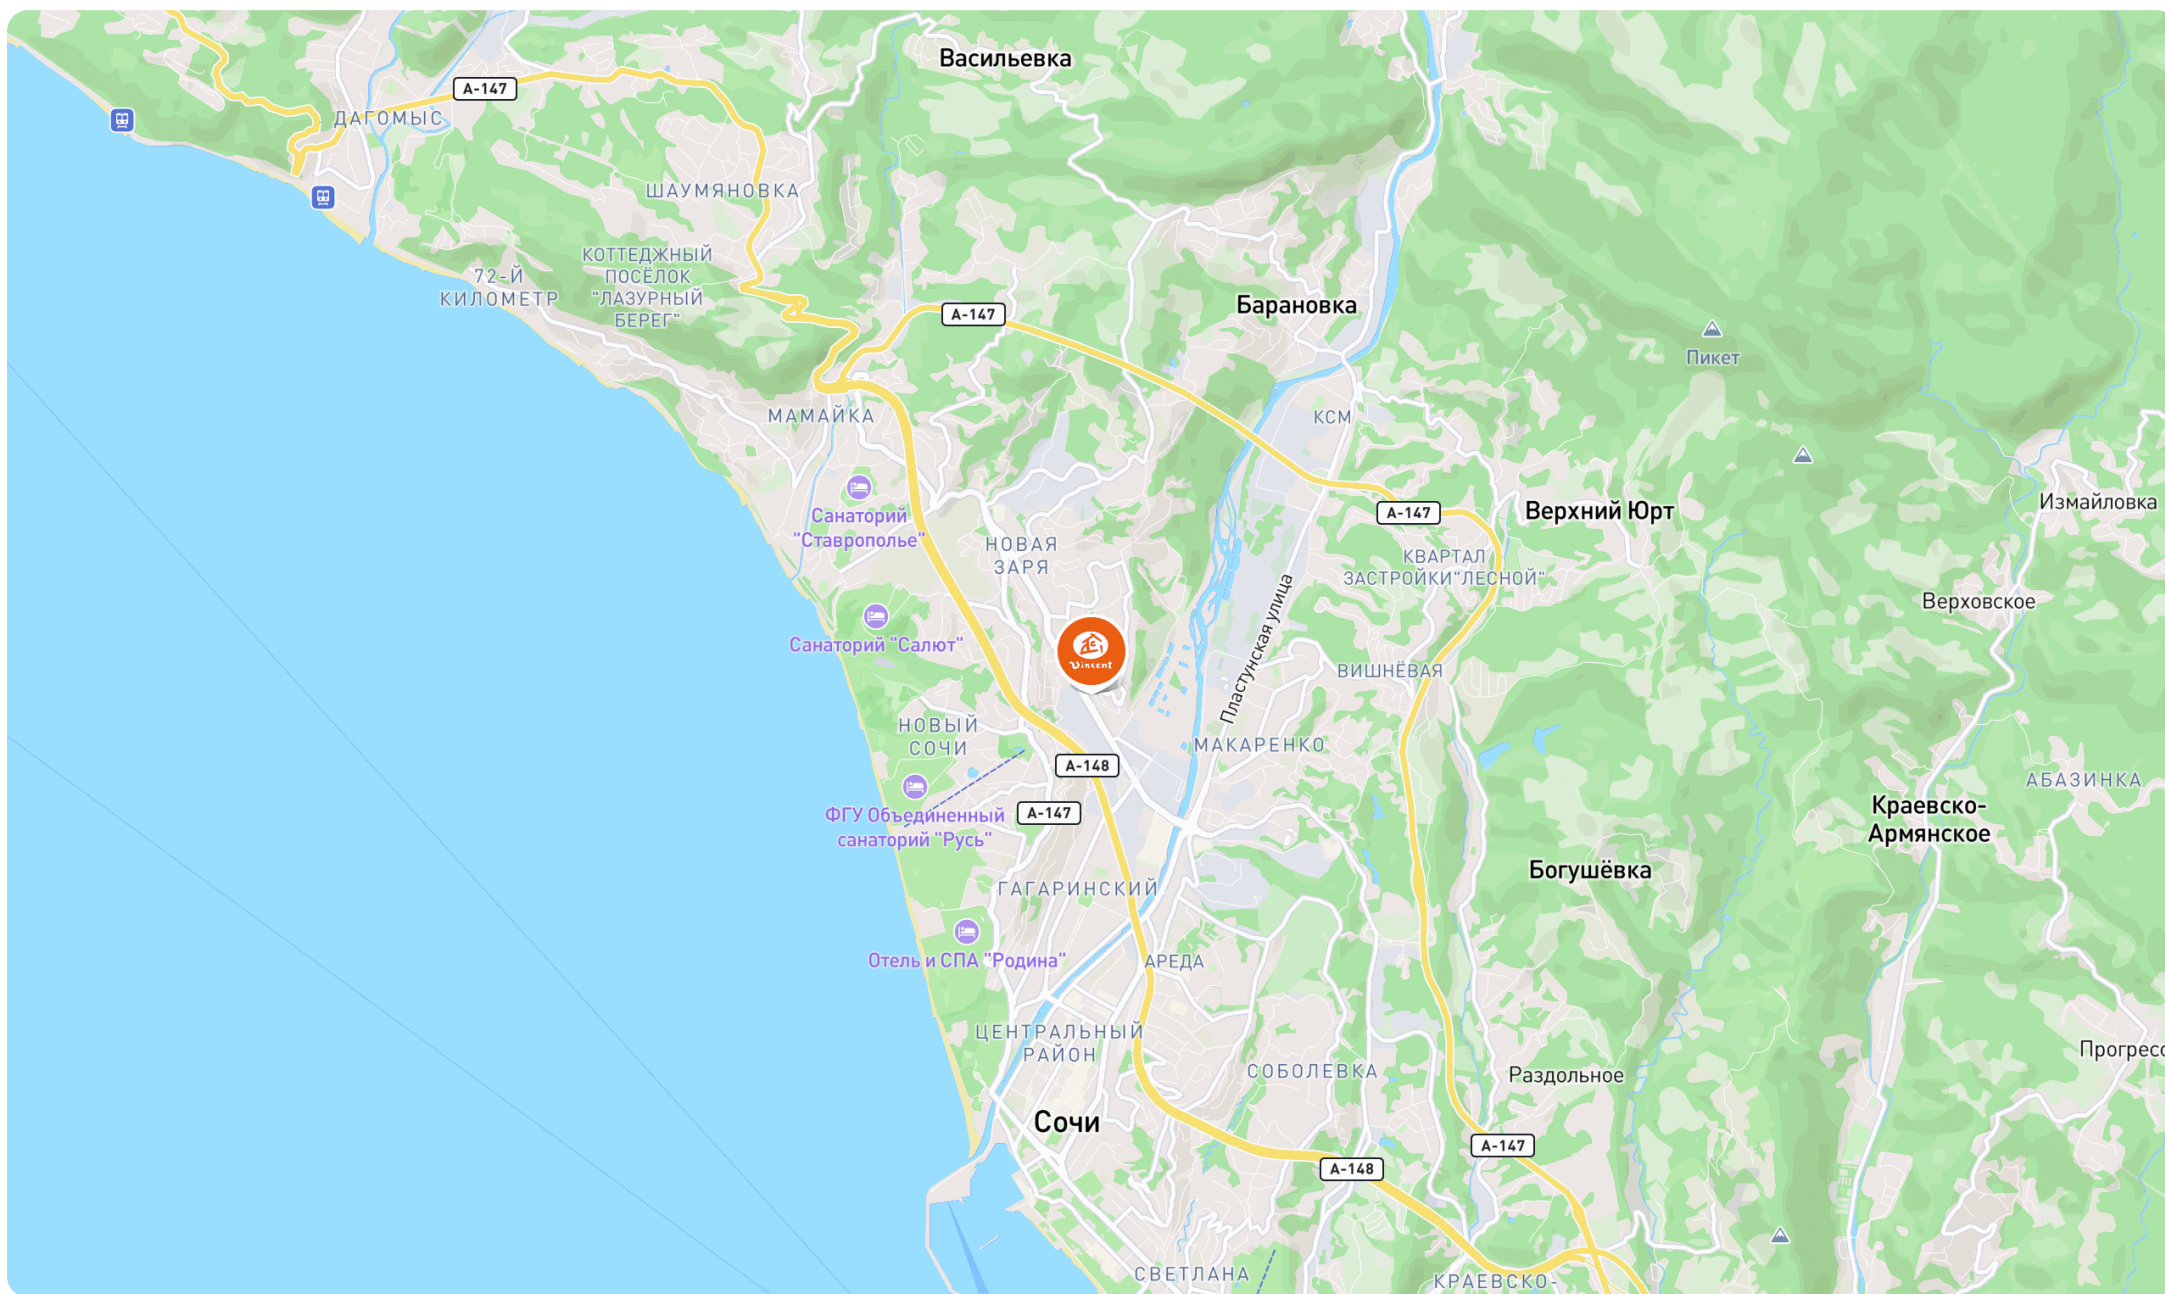 Васильевка
А-147
ДАГОМЫС
ШАУМЯНОВКА
КОТТЕДЖНЫЙ
ПОСЁЛОК
"ЛАЗУРНЫЙ
БЕРЕГ"
72-Й
КИЛОМЕТР
Барановка
А-147
Пикет
МАМАЙКА
КСМ
Измайловка
Санаторий
"Ставрополье"
А-147
Верхний Юрт
НОВАЯ
ЗАРЯ
КВАРТАЛ
ЗАСТРОЙКИ"ЛЕСНОЙ"
Верховское
Пластунская улица
Санаторий "Салют"
Vincent
ВИШНЁВАЯ
НОВЫЙ
СОЧИ
МАКАРЕНКО
А-148
АБАЗИНКА
ФГУ Объединенный
санаторий "Русь"
А-147
Краевско-
Армянское
Богушёвка
ГАГАРИНСКИЙ
Отель и СПА "Родина"
АРЕДА
ЦЕНТРАЛЬНЫЙ
РАЙОН
СОБОЛЕВКА
Раздольное
Прогресс
Сочи
А-147
А-148
СВЕТЛАНА
КРАЕВСКО-